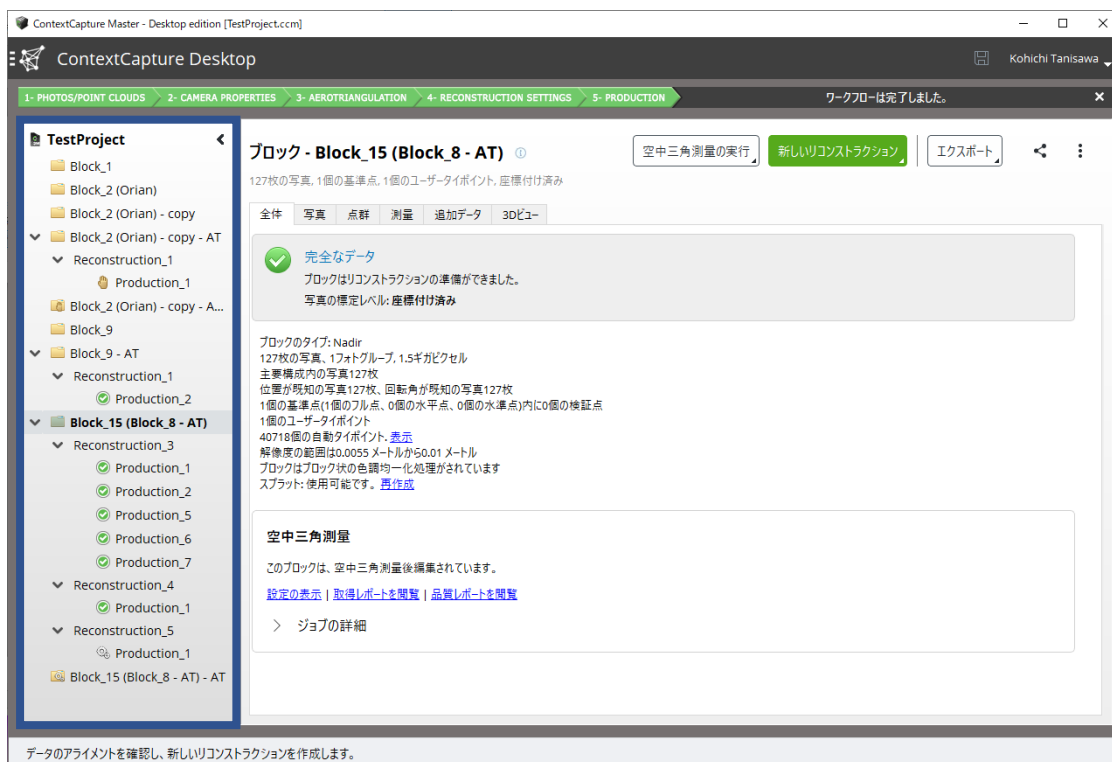 ContextCapture Master - Desktop edition [TestProject.ccm]
ContextCapture Desktop
Kohichi Tanisawa
1- PHOTOS/POINT CLOUDS
2- CAMERA PROPERTIES
3- AEROTRIANGULATION
4- RECONSTRUCTION SETTINGS
5- PRODUCTION
ワークフローは完了しました。
TestProject
Block_1
Block_2 (Orian)
Block_2 (Orian) - copy
Block_2 (Orian) - copy - AT
Reconstruction_1
Production_1
Block_2 (Orian) - copy - A...
Block_9
Block_9 - AT
Reconstruction_1
Production_2
Block_15 (Block_8 - AT)
Reconstruction_3
Production_1
Production_2
Production_5
Production_6
Production_7
Reconstruction_4
Production_1
Reconstruction_5
Production_1
Block_15 (Block_8 - AT) - AT
ブロック - Block_15 (Block_8 - AT)
空中三角測量の実行
新しいリコンストラクション
エクスポート
127枚の写真, 1個の基準点, 1個のユーザータイポイント, 座標付け済み
全体
写真
点群
測量
追加データ
3Dビュー
完全なデータ
ブロックはリコンストラクションの準備ができました。
写真の標定レベル: 座標付け済み
ブロックのタイプ: Nadir
127枚の写真、1フォトグループ, 1.5ギガピクセル
主要構成内の写真127枚
位置が既知の写真127枚、回転角が既知の写真127枚
1個の基準点(1個のフル点、0個の水平点、0個の水準点)内に0個の検証点
1個のユーザータイポイント
40718個の自動タイポイント. 表示
解像度の範囲は0.0055 メートルから0.01 メートル
ブロックはブロック状の色調均一化処理がされています
スプラット: 使用可能です。 再作成
空中三角測量
このブロックは、空中三角測量後編集されています。
設定の表示 | 取得レポートを閲覧 | 品質レポートを閲覧
ジョブの詳細
データのアライメントを確認し、新しいリコンストラクションを作成します。